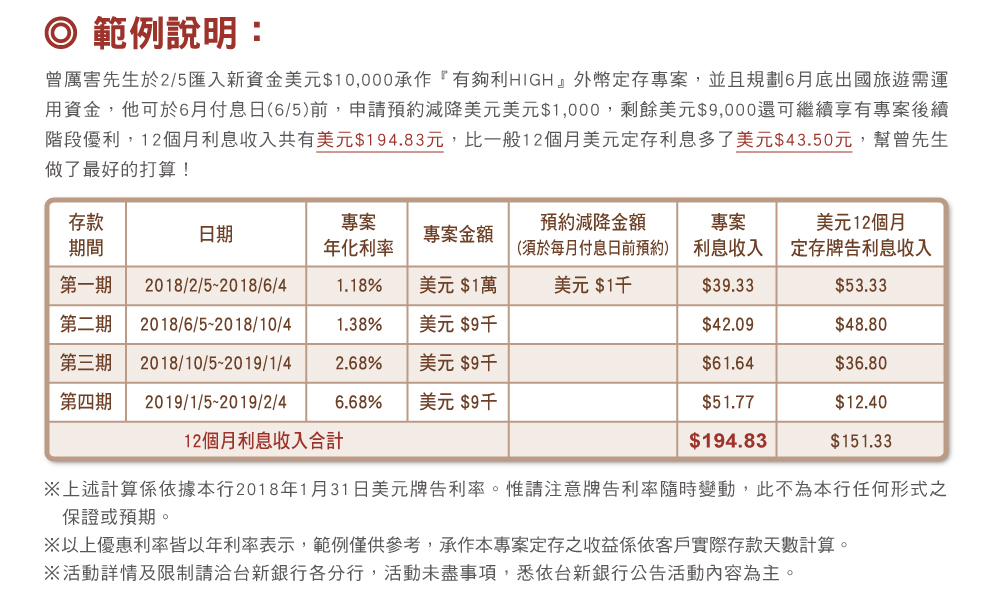 ◎ 範例說明：
曾厲害先生於2/5匯入新資金美元$10,000承作『有夠利HIGH』外幣定存專案，並且規劃6月底出國旅遊需運
用資金，他可於6月付息日(6/5)前，申請預約減降美元美元$1,000，剩餘美元$9,000還可繼續享有專案後續
階段優利，12個月利息收入共有美元$194.83元，比一般12個月美元定存利息多了美元$43.50元，幫曾先生
做了最好的打算！
存款期間 日期 專案年化利率 專案金額 預約減降金額(須於每月付息日前預約) 專案利息收入 美元12個月定存牌告利息收入
第一期 2018/2/5~2018/6/4 1.18% 美元 $1萬 美元 $1千 $39.33 $53.33
第二期 2018/6/5~2018/10/4 1.38% 美元 $9千 $42.09 $48.80
第三期 2018/10/5~2019/1/4 2.68% 美元 $9千 $61.64 $36.80
第四期 2019/1/5~2019/2/4 6.68% 美元 $9千 $51.77 $12.40
12個月利息收入合計 $194.83 $151.33
※上述計算係依據本行2018年1月31日美元牌告利率。惟請注意牌告利率隨時變動，此不為本行任何形式之
保證或預期。
※以上優惠利率皆以年利率表示，範例僅供參考，承作本專案定存之收益係依客戶實際存款天數計算。
※活動詳情及限制請洽台新銀行各分行，活動未盡事項，悉依台新銀行公告活動內容為主。